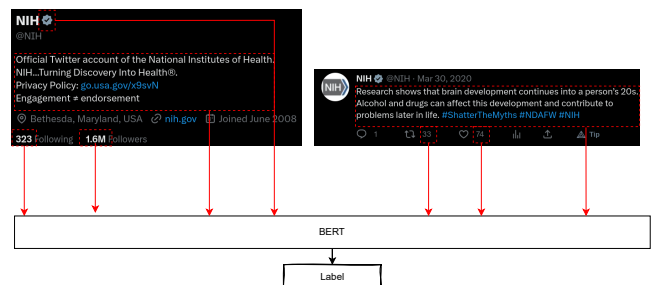 NIH
@NIH
Official Twitter account of the National Institutes of Health.
NIH...Turning Discovery Into Health®.
Privacy Policy: go.usa.gov/x9svN
Engagement ≠ endorsement
Bethesda, Maryland, USA nih.gov Joined June 2008
323 Following 1.6M Followers
NIH
NIH @NIH · Mar 30, 2020
Research shows that brain development continues into a person's 20s.
Alcohol and drugs can affect this development and contribute to
problems later in life. #ShatterTheMyths #NDAFW #NIH
1 33 74 Tip
BERT
Label